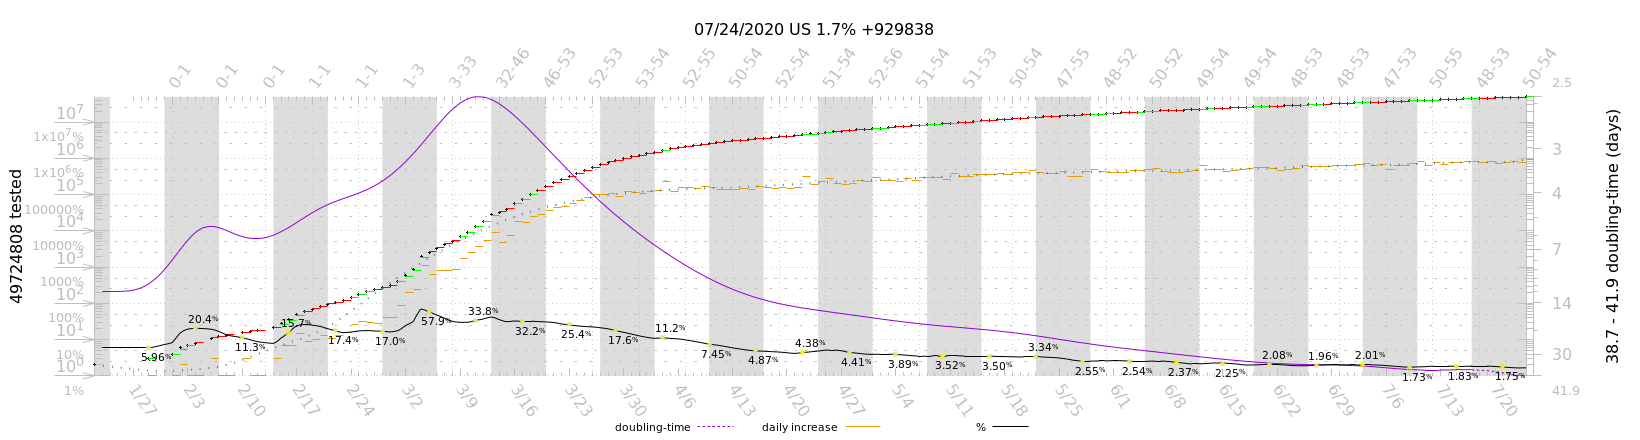 07/24/2020 US 1.7% +929838
0-1 0-1 0-1 1-1 1-1 1-3 3-33 32-46 46-53 52-53 53-54 52-55 50-54 52-54 51-54 52-56 51-54 51-53 50-54 47-55 48-52 50-52 49-54 49-54 48-53 48-53 47-53 50-55 48-53 50-54
49724808 tested
10⁷
1x10⁷%
10⁶
1x10⁶%
10⁵
100000%
10⁴
10000%
10³
1000%
10²
100%
10¹
10%
10⁰
1%
2.5
3
4
7
14
30
41.9
38.7 - 41.9 doubling-time (days)
5.96% 20.4% 11.3% 15.7% 17.4% 17.0% 57.9% 33.8% 32.2% 25.4% 17.6% 11.2% 7.45% 4.87% 4.38% 4.41% 3.89% 3.52% 3.50% 3.34% 2.55% 2.54% 2.37% 2.25% 2.08% 1.96% 2.01% 1.73% 1.83% 1.75%
1/27 2/3 2/10 2/17 2/24 3/2 3/9 3/16 3/23 3/30 4/6 4/13 4/20 4/27 5/4 5/11 5/18 5/25 6/1 6/8 6/15 6/22 6/29 7/6 7/13 7/20
doubling-time daily increase %